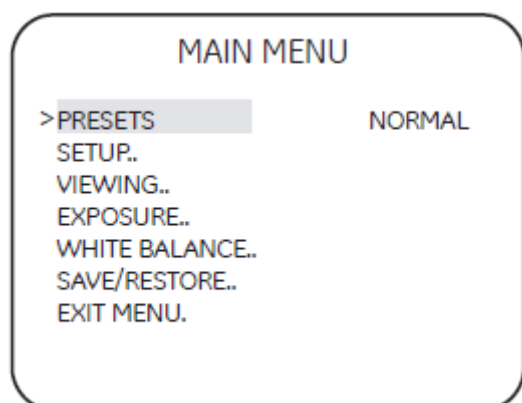 MAIN MENU
>PRESETS NORMAL
SETUP..
VIEWING..
EXPOSURE..
WHITE BALANCE..
SAVE/RESTORE..
EXIT MENU.